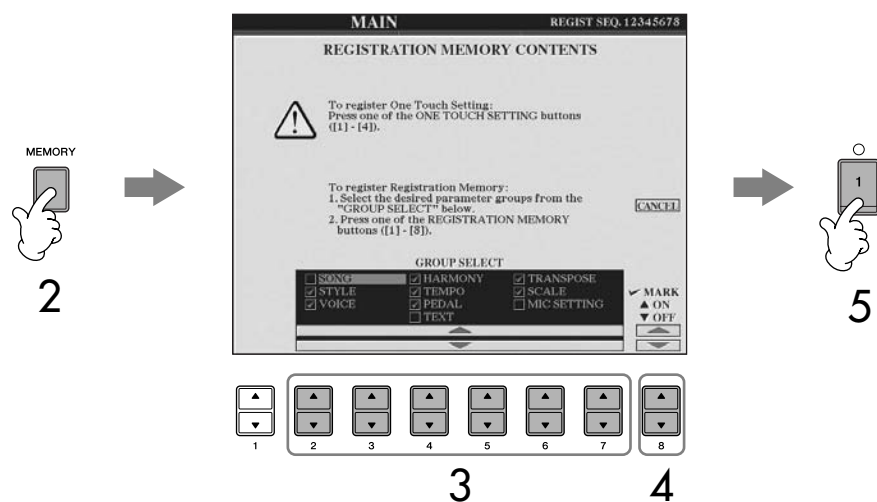 MAIN
REGIST SEQ. 12345678
REGISTRATION MEMORY CONTENTS
To register One Touch Setting:
Press one of the ONE TOUCH SETTING buttons
([1] - [4]).
MEMORY
To register Registration Memory:
1. Select the desired parameter groups from the
"GROUP SELECT" below.
2. Press one of the REGISTRATION MEMORY
buttons ([1] - [8]).
CANCEL
1
2
5
GROUP SELECT
SONG HARMONY TRANSPOSE
STYLE TEMPO SCALE
VOICE PEDAL MIC SETTING
TEXT
MARK
▲ ON
▼ OFF
1 2 3 4 5 6 7 8
3 4